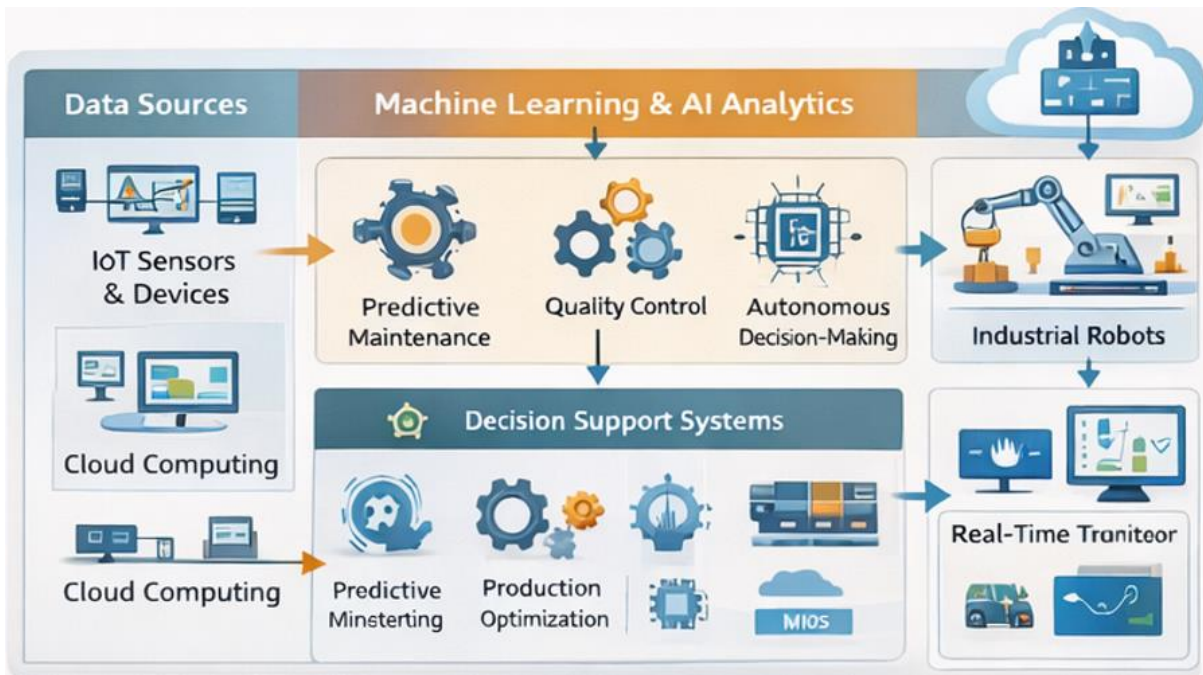 Data Sources
Machine Learning & AI Analytics
IoT Sensors
& Devices
Predictive
Maintenance
Quality Control
Autonomous
Decision-Making
Industrial Robots
Cloud Computing
Decision Support Systems
Cloud Computing
Predictive
Minsterting
Production
Optimization
MIOS
Real-Time Traniteor